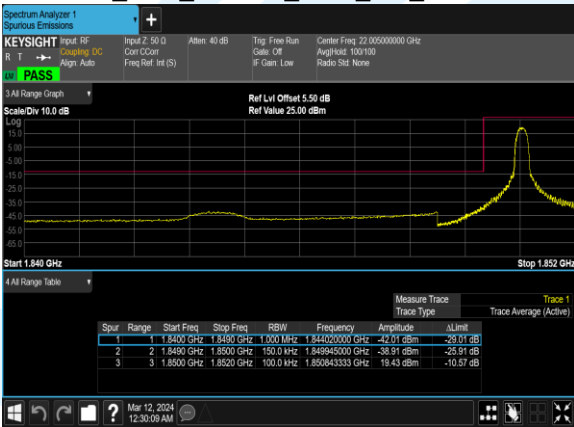 Spectrum Analyzer 1
Spurious Emissions
KEYSIGHT
R T
LXI PASS
Input: RF
Coupling: DC
Align: Auto
Input Z: 50 Ω
Corr CCorr
Freq Ref: Int (S)
Atten: 40 dB
Trig: Free Run
Gate: Off
IF Gain: Low
Center Freq: 22.005000000 GHz
Avg|Hold: 100/100
Radio Std: None
3 All Range Graph
Scale/Div 10.0 dB
Ref Lvl Offset 5.50 dB
Ref Value 25.00 dBm
Log
15.0
5.00
-5.00
-15.0
-25.0
-35.0
-45.0
-55.0
-65.0
Start 1.840 GHz
Stop 1.852 GHz
4 All Range Table
Measure Trace Trace 1
Trace Type Trace Average (Active)
Spur Range Start Freq Stop Freq RBW Frequency Amplitude ΔLimit
1 1 1.8400 GHz 1.8490 GHz 1.000 MHz 1.844020000 GHz -42.01 dBm -29.01 dB
2 2 1.8490 GHz 1.8500 GHz 150.0 kHz 1.849945000 GHz -38.91 dBm -25.91 dB
3 3 1.8500 GHz 1.8520 GHz 100.0 kHz 1.850843333 GHz 19.43 dBm -10.57 dB
?
Mar 12, 2024
12:30:09 AM